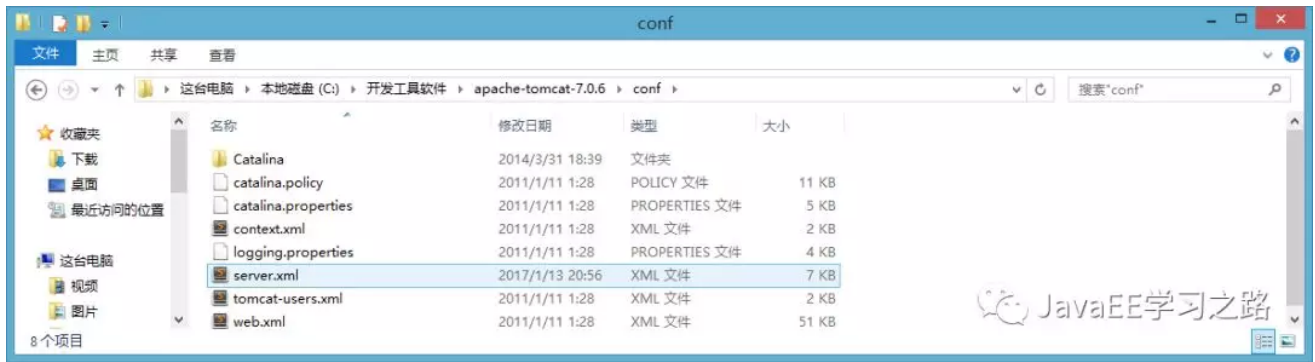 conf
文件 主页 共享 查看
这台电脑 本地磁盘 (C:) 开发工具软件 apache-tomcat-7.0.6 conf 搜索"conf"
名称 修改日期 类型 大小
收藏夹
下载
桌面
最近访问的位置
这台电脑
视频
图片
Catalina 2014/3/31 18:39 文件夹
catalina.policy 2011/1/11 1:28 POLICY 文件 11 KB
catalina.properties 2011/1/11 1:28 PROPERTIES 文件 5 KB
context.xml 2011/1/11 1:28 XML 文件 2 KB
logging.properties 2011/1/11 1:28 PROPERTIES 文件 4 KB
server.xml 2017/1/13 20:56 XML 文件 7 KB
tomcat-users.xml 2011/1/11 1:28 XML 文件 2 KB
web.xml 2011/1/11 1:28 XML 文件 51 KB
8 个项目
JavaEE学习之路